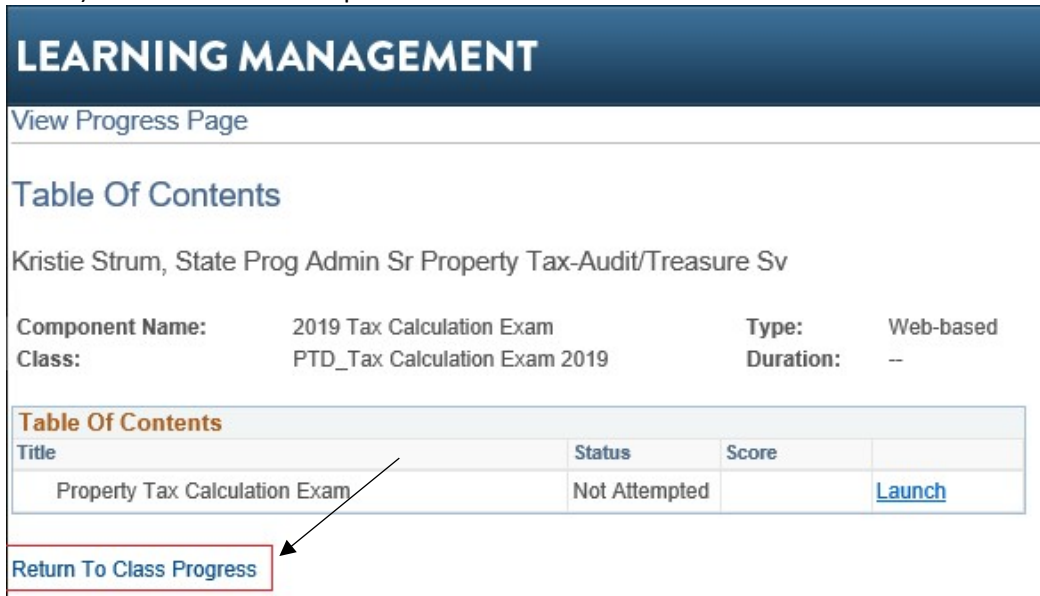 LEARNING MANAGEMENT
View Progress Page
Table Of Contents
Kristie Strum, State Prog Admin Sr Property Tax-Audit/Treasure Sv
Component Name: 2019 Tax Calculation Exam Type: Web-based
Class: PTD_Tax Calculation Exam 2019 Duration: --
Table Of Contents
Title Status Score
Property Tax Calculation Exam Not Attempted Launch
Return To Class Progress